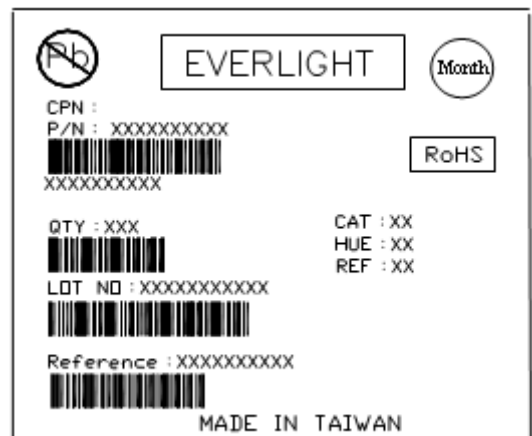 Pb
EVERLIGHT
Month
CPN :
P/N : XXXXXXXXXX
RoHS
XXXXXXXXXX
QTY : XXX
CAT : XX
HUE : XX
REF : XX
LOT NO : XXXXXXXXXXX
Reference : XXXXXXXXXX
MADE IN TAIWAN